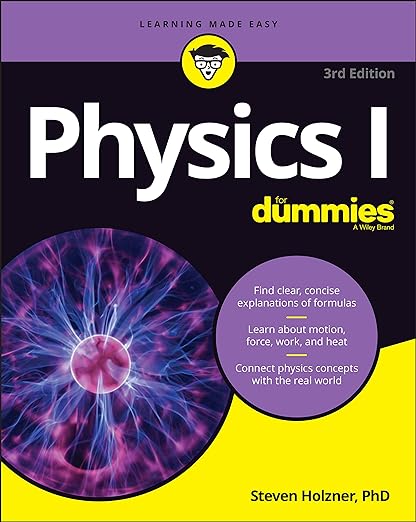 LEARNING MADE EASY
3rd Edition
Physics I
for
dummies®
A Wiley Brand
Find clear, concise
explanations of formulas
Learn about motion,
force, work, and heat
Connect physics concepts
with the real world
Steven Holzner, PhD